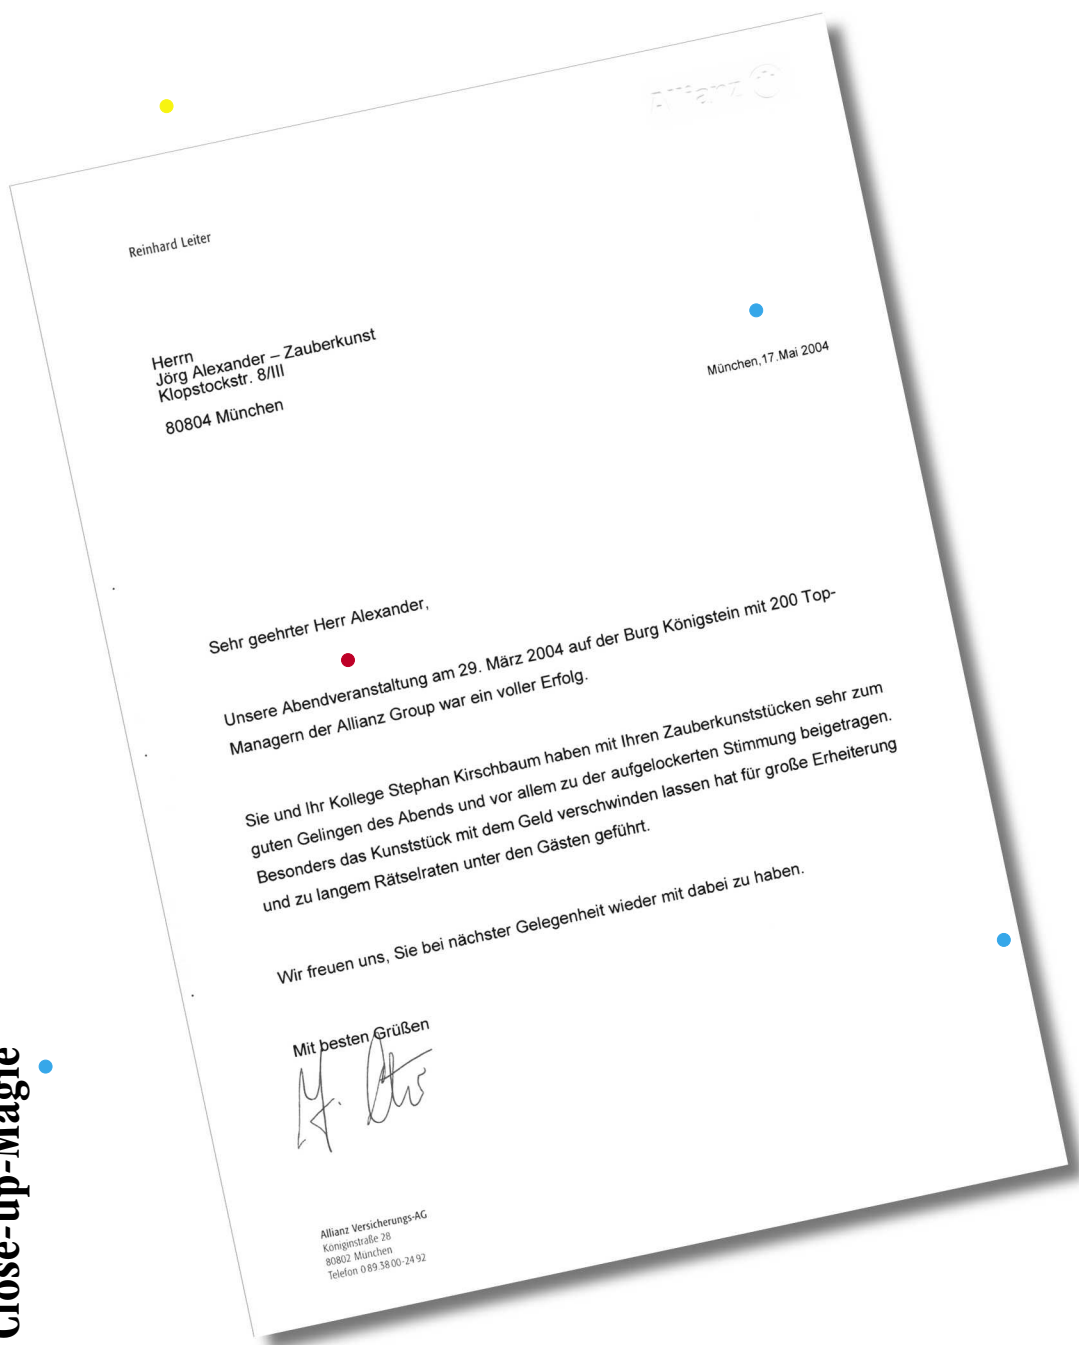 Allianz
Reinhard Leiter
Herrn
Jörg Alexander – Zauberkunst
Klopstockstr. 8/III
80804 München
München,17.Mai 2004
Sehr geehrter Herr Alexander,
Unsere Abendveranstaltung am 29. März 2004 auf der Burg Königstein mit 200 Top-
Managern der Allianz Group war ein voller Erfolg.
Sie und Ihr Kollege Stephan Kirschbaum haben mit Ihren Zauberkunststücken sehr zum
guten Gelingen des Abends und vor allem zu der aufgelockerten Stimmung beigetragen.
Besonders das Kunststück mit dem Geld verschwinden lassen hat für große Erheiterung
und zu langem Rätselraten unter den Gästen geführt.
Wir freuen uns, Sie bei nächster Gelegenheit wieder mit dabei zu haben.
Mit besten Grüßen
Allianz Versicherungs-AG
Königinstraße 28
80802 München
Telefon 0 89.38 00-24 92
Close-up-Magie